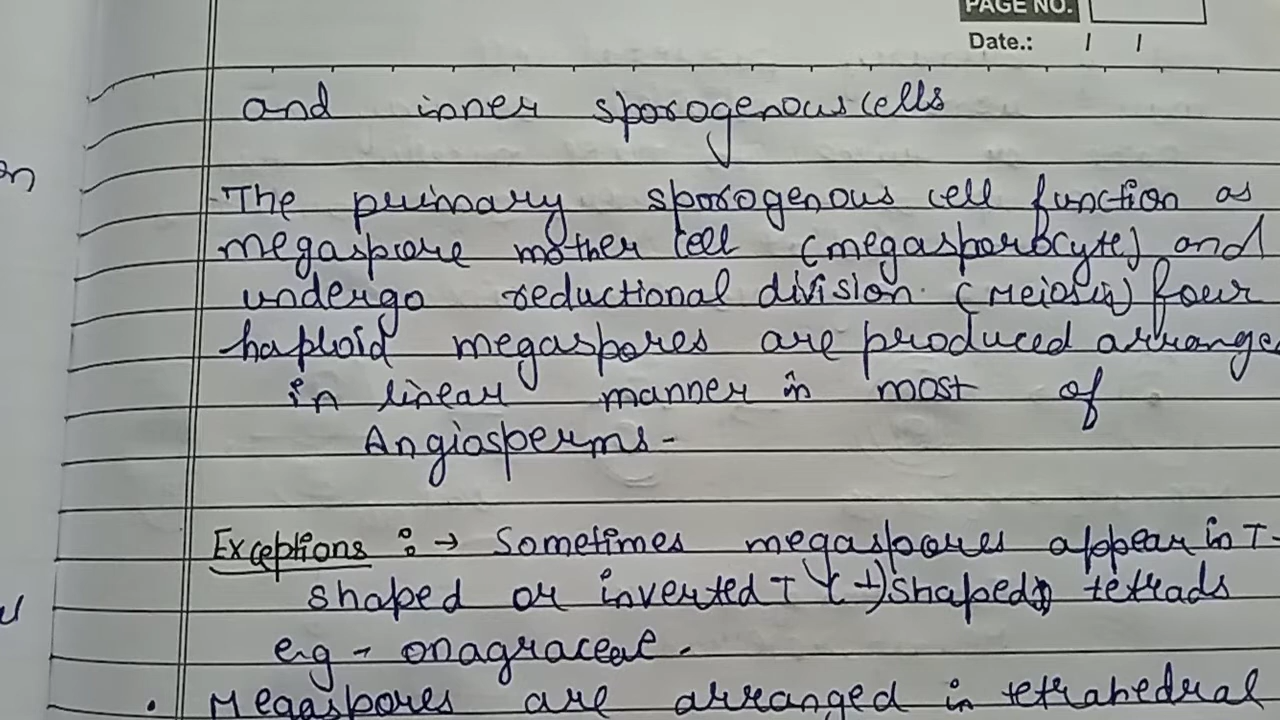 PAGE NO.
Date.: / /
and inner sporogenous cells
The primary sporogenous cell function as
megaspore mother cell (megasporocyte) and
undergo reductional division. (Meiosis) four
haploid megaspores are produced arrange
in linear manner in most of
Angiosperms-
Exceptions :→ Sometimes megaspores appear in T-
shaped or inverted T (⊥) shaped tetrads
e.g - onagraceae.
• Megaspores are arranged in tetrahedral